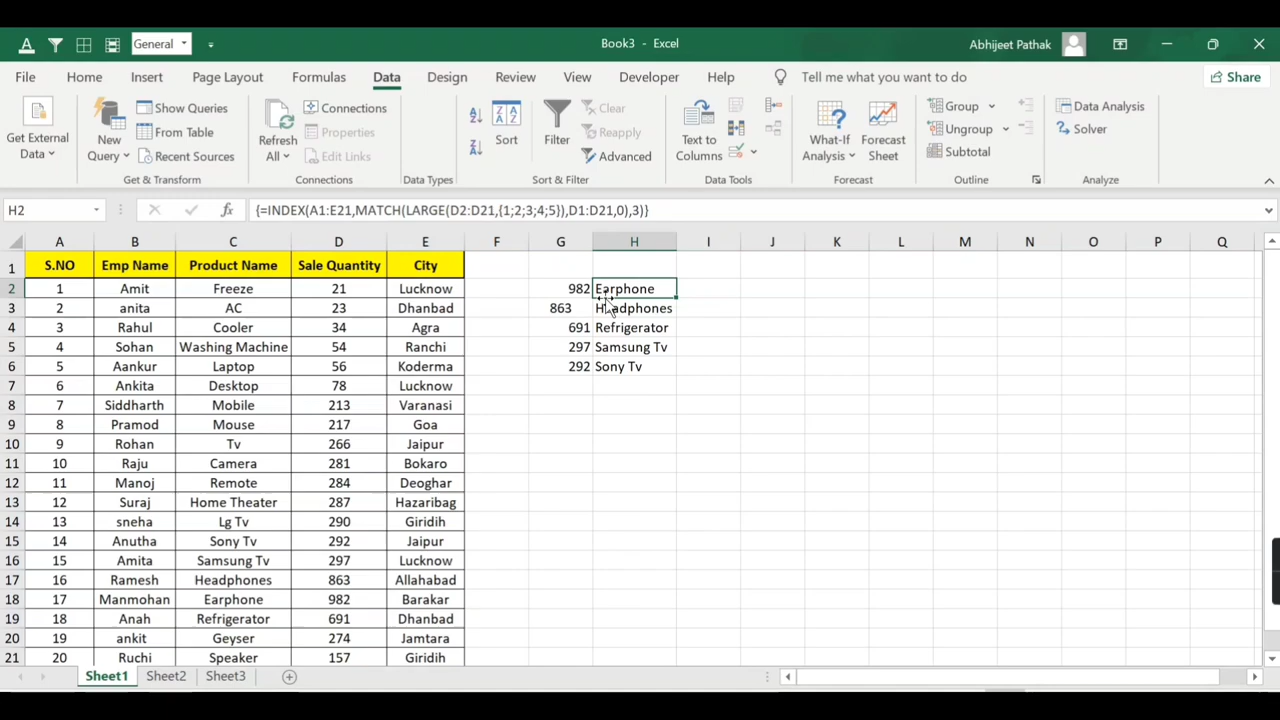 General
Book3 - Excel
Abhijeet Pathak
File Home Insert Page Layout Formulas Data Design Review View Developer Help Tell me what you want to do Share
Get External Data
New Query
Show Queries
From Table
Recent Sources
Get & Transform
Refresh All
Connections
Properties
Edit Links
Connections
Data Types
Sort
Filter
Clear
Reapply
Advanced
Sort & Filter
Text to Columns
Data Tools
What-If Analysis
Forecast Sheet
Forecast
Group
Ungroup
Subtotal
Outline
Data Analysis
Solver
Analyze
H2 fx {=INDEX(A1:E21,MATCH(LARGE(D2:D21,{1;2;3;4;5}),D1:D21,0),3)}
A B C D E F G H I J K L M N O P Q
1 S.NO Emp Name Product Name Sale Quantity City
2 1 Amit Freeze 21 Lucknow 982 Earphone
3 2 anita AC 23 Dhanbad 863 Headphones
4 3 Rahul Cooler 34 Agra 691 Refrigerator
5 4 Sohan Washing Machine 54 Ranchi 297 Samsung Tv
6 5 Aankur Laptop 56 Koderma 292 Sony Tv
7 6 Ankita Desktop 78 Lucknow
8 7 Siddharth Mobile 213 Varanasi
9 8 Pramod Mouse 217 Goa
10 9 Rohan Tv 266 Jaipur
11 10 Raju Camera 281 Bokaro
12 11 Manoj Remote 284 Deoghar
13 12 Suraj Home Theater 287 Hazaribag
14 13 sneha Lg Tv 290 Giridih
15 14 Anutha Sony Tv 292 Jaipur
16 15 Amita Samsung Tv 297 Lucknow
17 16 Ramesh Headphones 863 Allahabad
18 17 Manmohan Earphone 982 Barakar
19 18 Anah Refrigerator 691 Dhanbad
20 19 ankit Geyser 274 Jamtara
21 20 Ruchi Speaker 157 Giridih
Sheet1 Sheet2 Sheet3